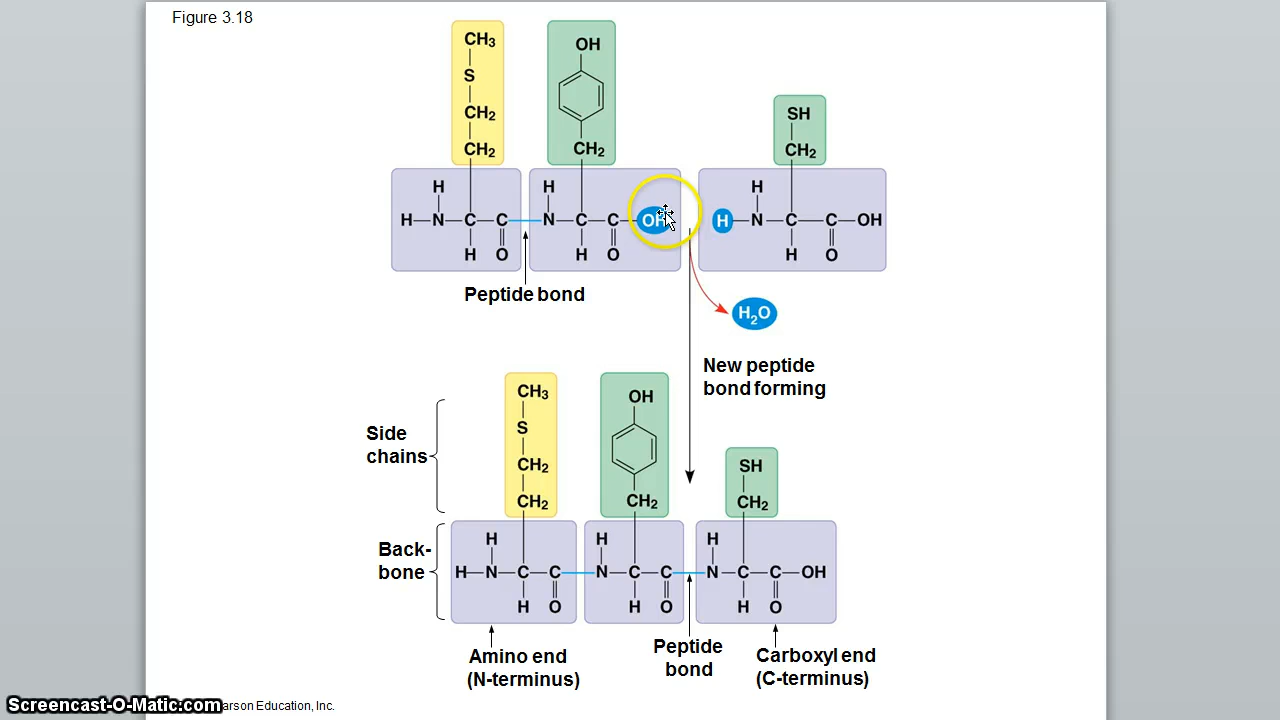 Figure 3.18
CH3
S
CH2
CH2
OH
CH2
SH
CH2
H
H
H
H—N—C—C—N—C—C—OH
H—N—C—C—OH
H
O
H
O
H
O
Peptide bond
H2O
New peptide
bond forming
CH3
S
CH2
CH2
OH
CH2
SH
CH2
Side
chains
Back-
bone
H
H
H
H—N—C—C—N—C—C—N—C—C—OH
H
O
H
O
H
O
Amino end
(N-terminus)
Peptide
bond
Carboxyl end
(C-terminus)
Screencast-O-Matic.com
arson Education, Inc.